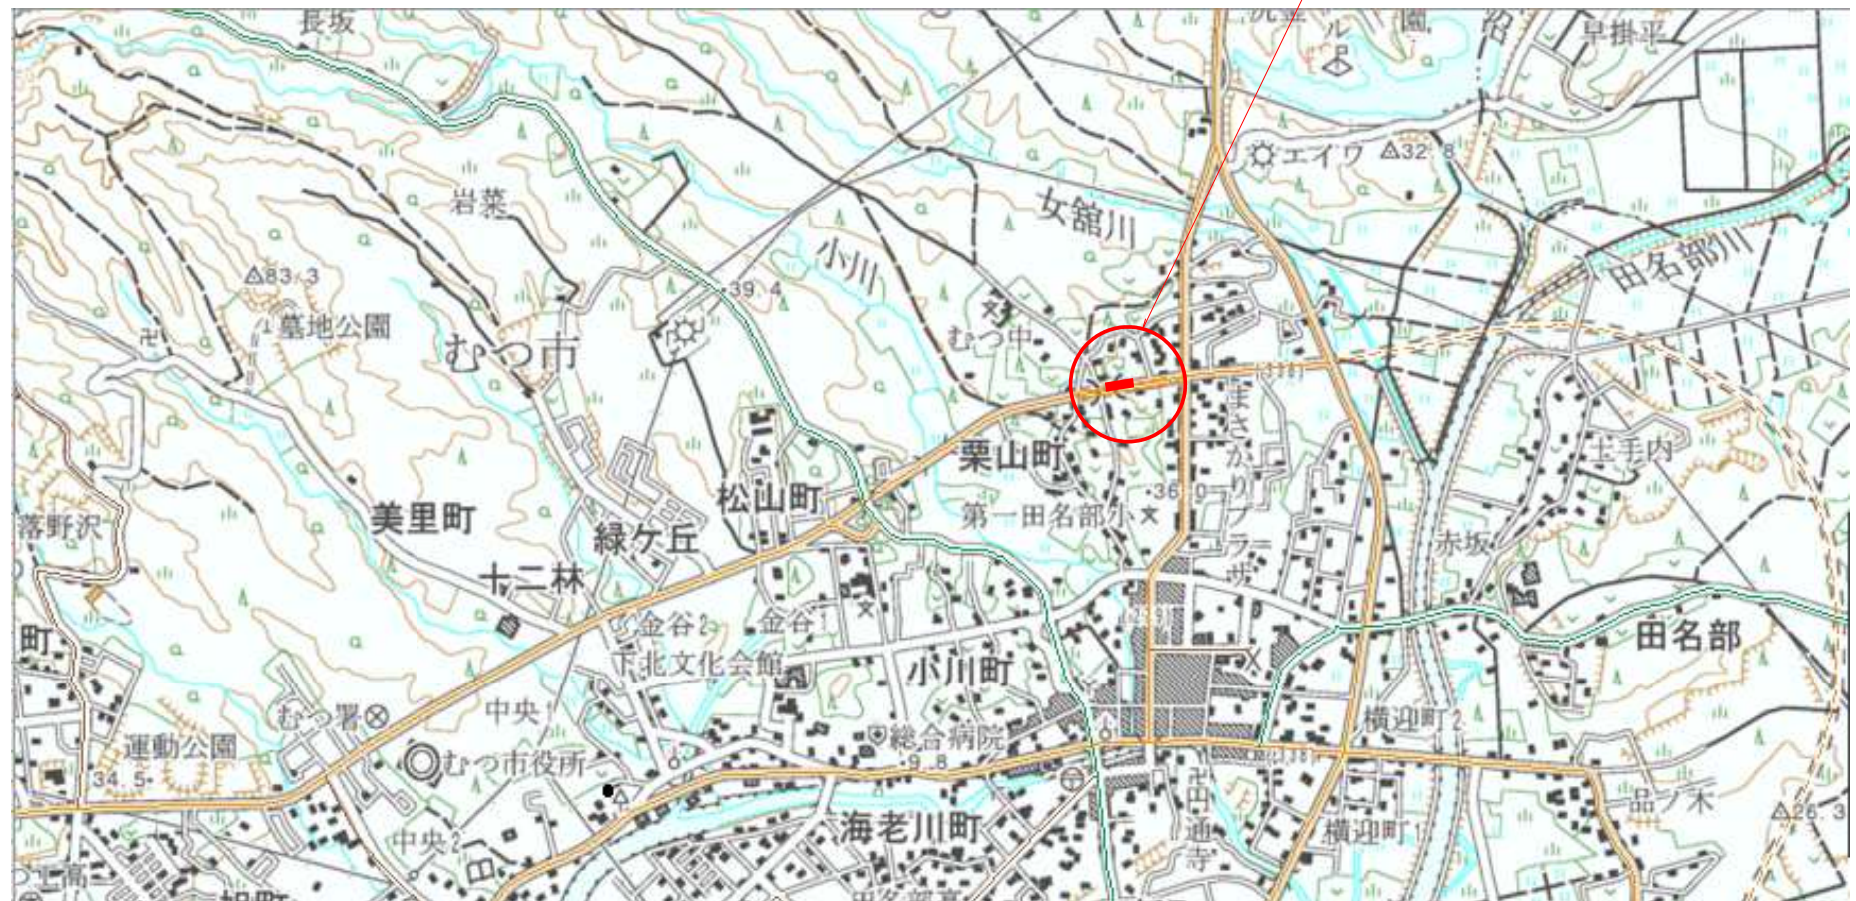 長坂
園
沼
早掛平
エイワ
32.8
岩菜
女舘川
小川
田名部川
83.3
39.4
墓地公園
むつ市
むつ中
(338)
まさかりプラザ
栗山町
土手内
松山町
36.0
美里町
第一田名部小
落野沢
緑ケ丘
赤坂
十二林
金谷2
金谷1
町
下北文化会館
小川町
田名部
むつ署
中央1
横迎町2
運動公園
総合病院
むつ市役所
9.8
34.5
円通寺
品ノ木
海老川町
横迎町1
26.3
中央2